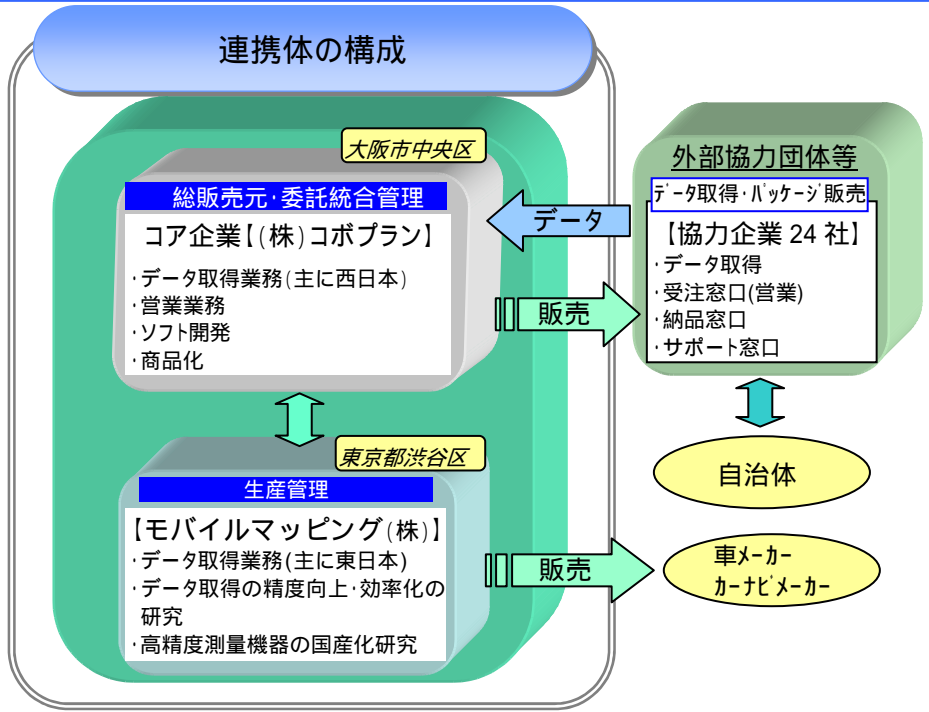 連携体の構成
大阪市中央区
総販売元･委託統合管理
コア企業【(株)コボプラン】
･データ取得業務(主に西日本)
･営業業務
･ソフト開発
･商品化
東京都渋谷区
生産管理
【モバイルマッピング(株)】
･データ取得業務(主に東日本)
･データ取得の精度向上･効率化の
研究
･高精度測量機器の国産化研究
データ
販売
販売
外部協力団体等
ﾃﾞｰﾀ取得･ﾊﾟｯｹｰｼﾞ販売
【協力企業 24 社】
･データ取得
･受注窓口(営業)
･納品窓口
･サポート窓口
自治体
車ﾒｰｶｰ
ｶｰﾅﾋﾞﾒｰｶｰ